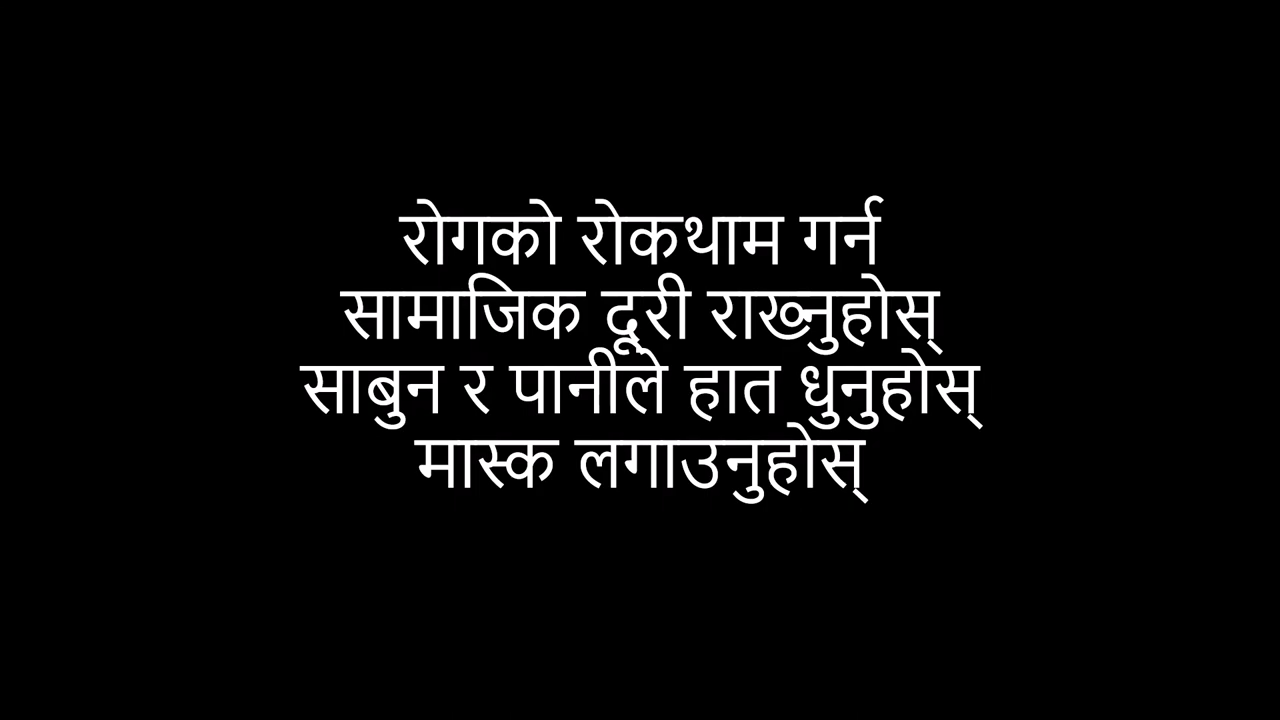 रोगको रोकथाम गर्न
सामाजिक दूरी राख्नुहोस्
साबुन र पानीले हात धुनुहोस्
मास्क लगाउनुहोस्